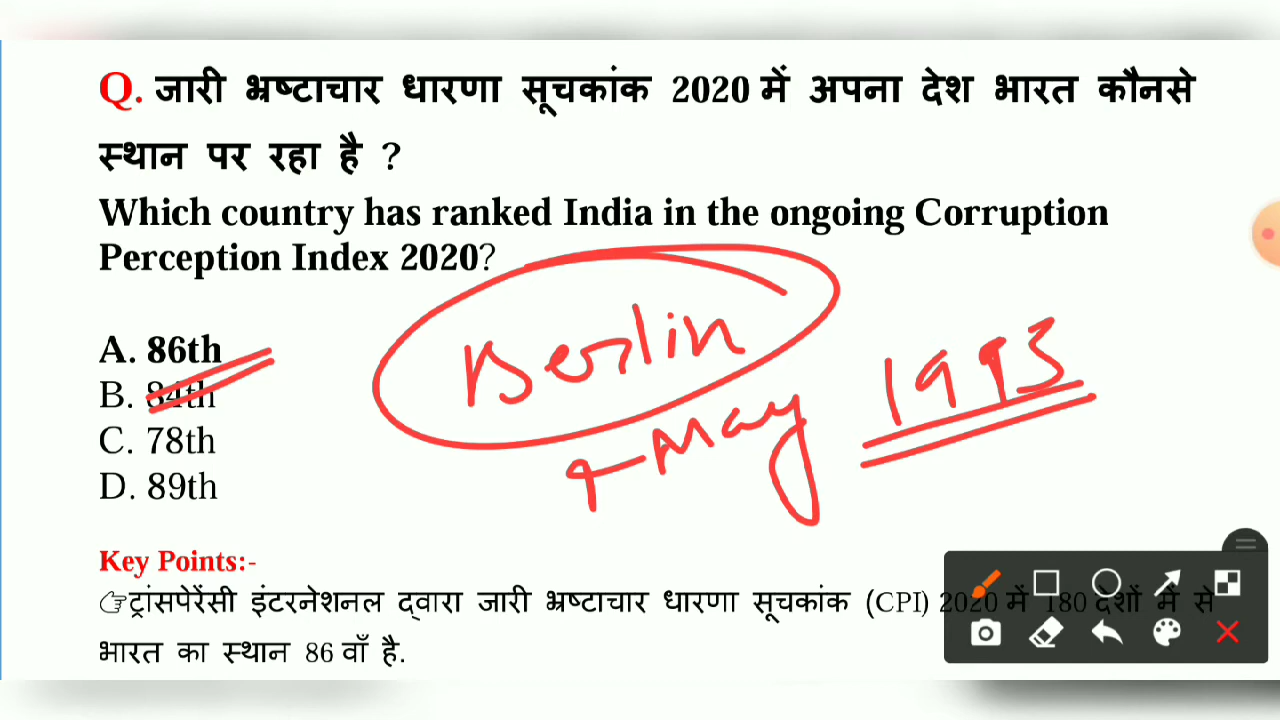 Q. जारी भ्रष्टाचार धारणा सूचकांक 2020 में अपना देश भारत कौनसे
स्थान पर रहा है ?
Which country has ranked India in the ongoing Corruption
Perception Index 2020?
A. 86th
B. 84th
C. 78th
D. 89th
Berlin
4 May 1993
Key Points:-
☞ट्रांसपेरेंसी इंटरनेशनल द्वारा जारी भ्रष्टाचार धारणा सूचकांक (CPI) 2020 में 180 देशों में से
भारत का स्थान 86 वाँ है.